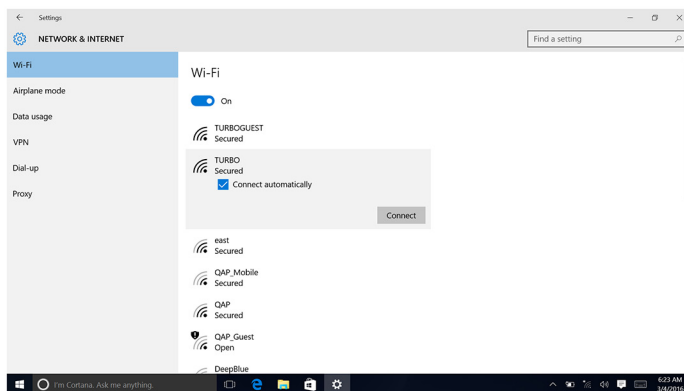 Settings
NETWORK & INTERNET
Find a setting
Wi-Fi
Airplane mode
Data usage
VPN
Dial-up
Proxy
Wi-Fi
On
TURBOGUEST
Secured
TURBO
Secured
Connect automatically
Connect
east
Secured
QAP_Mobile
Secured
QAP
Secured
QAP_Guest
Open
DeepBlue
I'm Cortana. Ask me anything.
6:23 AM
3/4/2016